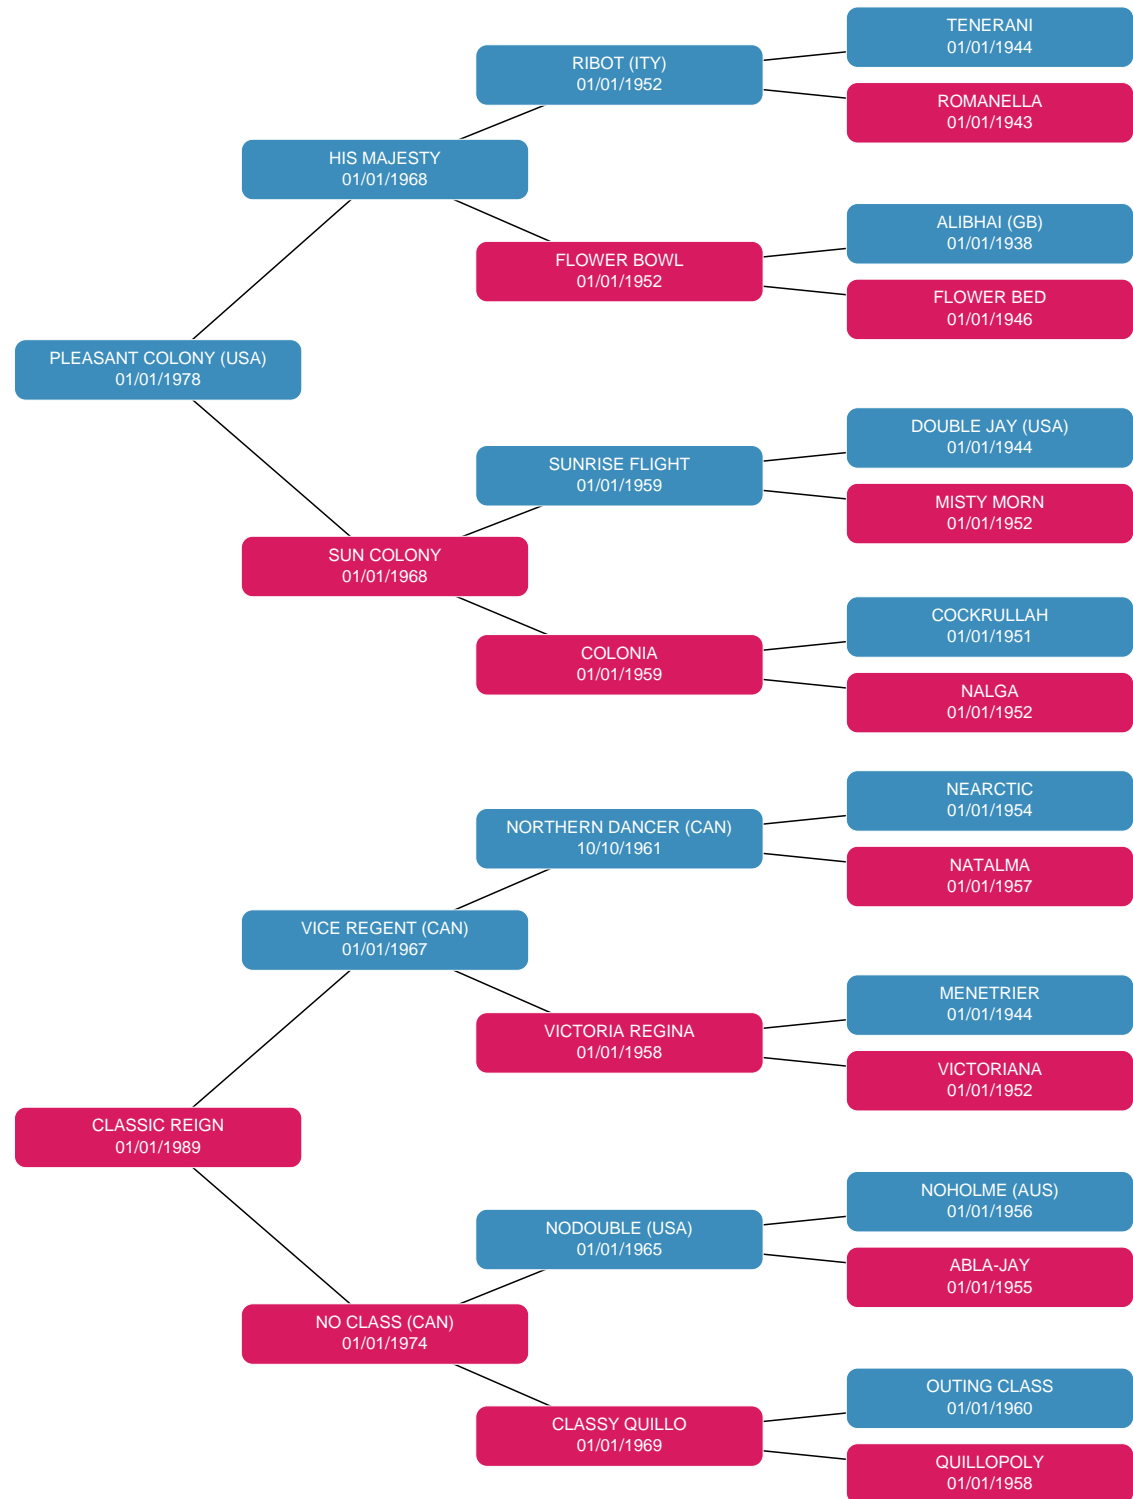 TENERANI
01/01/1944
RIBOT (ITY)
01/01/1952
ROMANELLA
01/01/1943
HIS MAJESTY
01/01/1968
ALIBHAI (GB)
01/01/1938
FLOWER BOWL
01/01/1952
FLOWER BED
01/01/1946
PLEASANT COLONY (USA)
01/01/1978
DOUBLE JAY (USA)
01/01/1944
SUNRISE FLIGHT
01/01/1959
MISTY MORN
01/01/1952
SUN COLONY
01/01/1968
COCKRULLAH
01/01/1951
COLONIA
01/01/1959
NALGA
01/01/1952
NEARCTIC
01/01/1954
NORTHERN DANCER (CAN)
10/10/1961
NATALMA
01/01/1957
VICE REGENT (CAN)
01/01/1967
MENETRIER
01/01/1944
VICTORIA REGINA
01/01/1958
VICTORIANA
01/01/1952
CLASSIC REIGN
01/01/1989
NOHOLME (AUS)
01/01/1956
NODOUBLE (USA)
01/01/1965
ABLA-JAY
01/01/1955
NO CLASS (CAN)
01/01/1974
OUTING CLASS
01/01/1960
CLASSY QUILLO
01/01/1969
QUILLOPOLY
01/01/1958